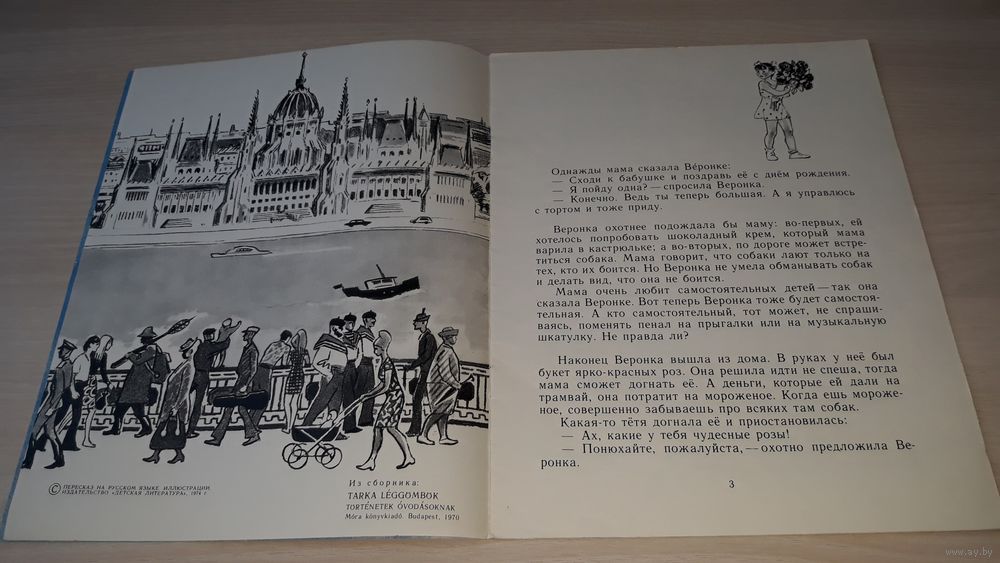 © ПЕРЕСКАЗ НА РУССКОМ ЯЗЫКЕ. ИЛЛЮСТРАЦИИ.
ИЗДАТЕЛЬСТВО «ДЕТСКАЯ ЛИТЕРАТУРА», 1974 г.
Из сборника:
TARKA LÉGGÖMBÖK
TÖRTÉNETEK ÓVODÁSOKNAK
Móra könyvkiadó. Budapest, 1970
Однажды мама сказала Ве́ронке:
— Сходи к бабушке и поздравь её с днём рождения.
— Я пойду одна? — спросила Веронка.
— Конечно. Ведь ты теперь большая. А я управлюсь
с тортом и тоже приду.
Веронка охотнее подождала бы маму: во-первых, ей
хотелось попробовать шоколадный крем, который мама
варила в кастрюльке; а во-вторых, по дороге может встре-
титься собака. Мама говорит, что собаки лают только на
тех, кто их боится. Но Веронка не умела обманывать собак
и делать вид, что она не боится.
Мама очень любит самостоятельных детей — так она
сказала Веронке. Вот теперь Веронка тоже будет самостоя-
тельная. А кто самостоятельный, тот может, не спраши-
ваясь, поменять пенал на прыгалки или на музыкальную
шкатулку. Не правда ли?
Наконец Веронка вышла из дома. В руках у неё был
букет ярко-красных роз. Она решила идти не спеша, тогда
мама сможет догнать её. А деньги, которые ей дали на
трамвай, она потратит на мороженое. Когда ешь мороже-
ное, совершенно забываешь про всяких там собак.
Какая-то тётя догнала её и приостановилась:
— Ах, какие у тебя чудесные розы!
— Понюхайте, пожалуйста, — охотно предложила Ве-
ронка.
3
www.ay.by